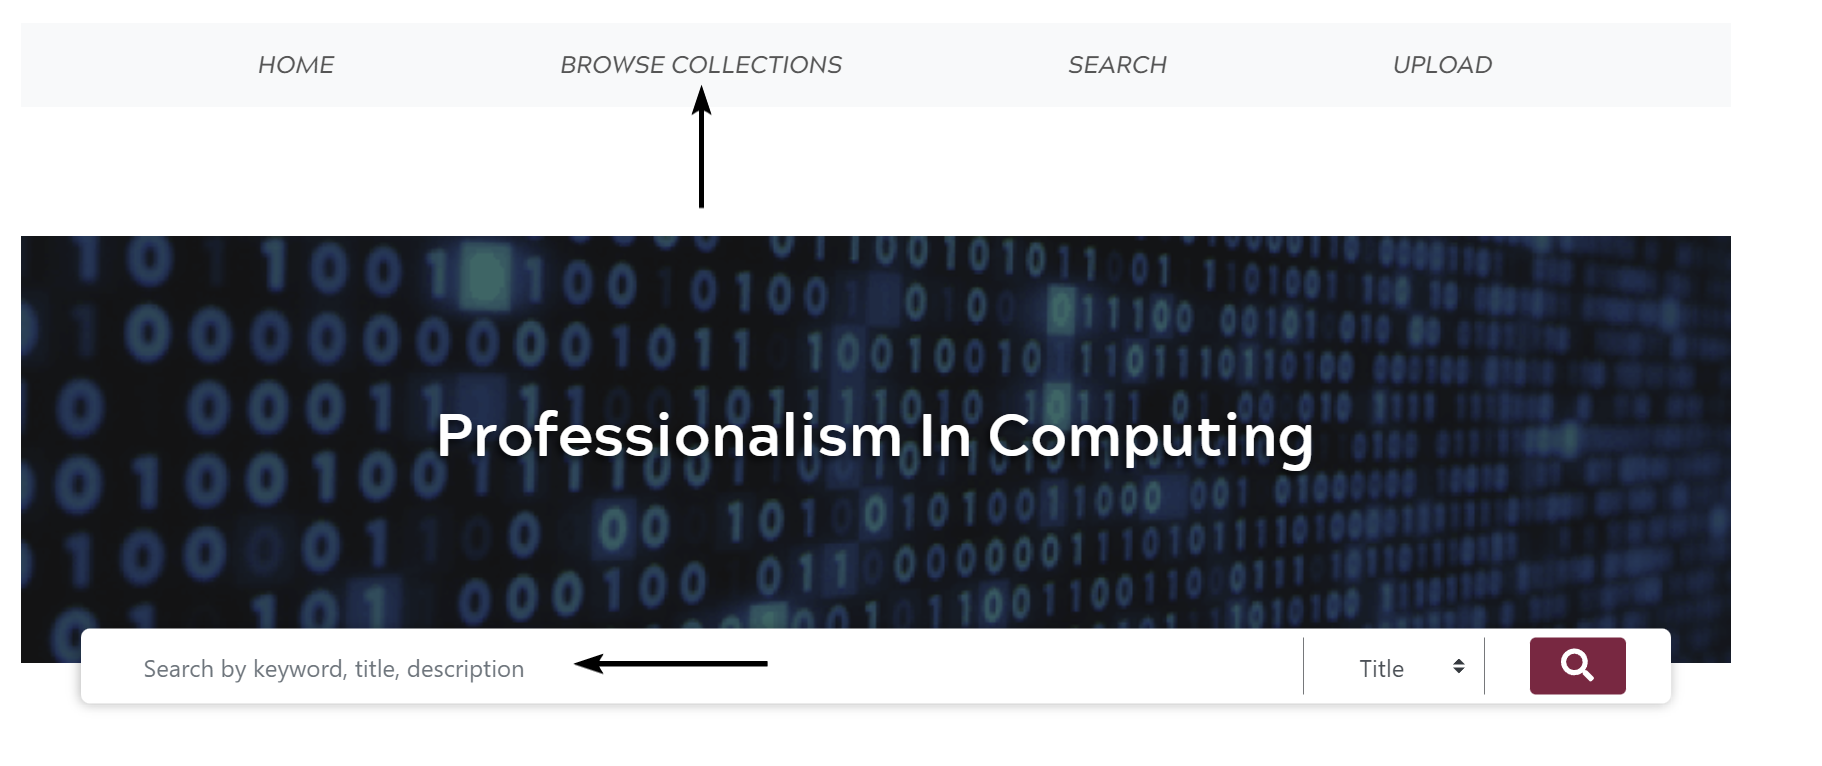 HOME BROWSE COLLECTIONS SEARCH UPLOAD
Professionalism In Computing
Search by keyword, title, description Title